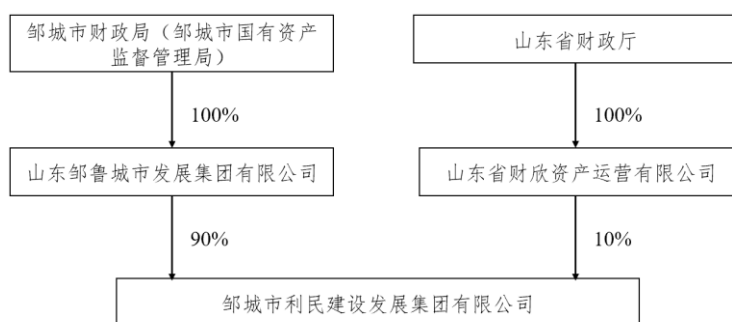 邹城市财政局（邹城市国有资产
监督管理局）
山东省财政厅
100%
100%
山东邹鲁城市发展集团有限公司
山东省财欣资产运营有限公司
90%
10%
邹城市利民建设发展集团有限公司